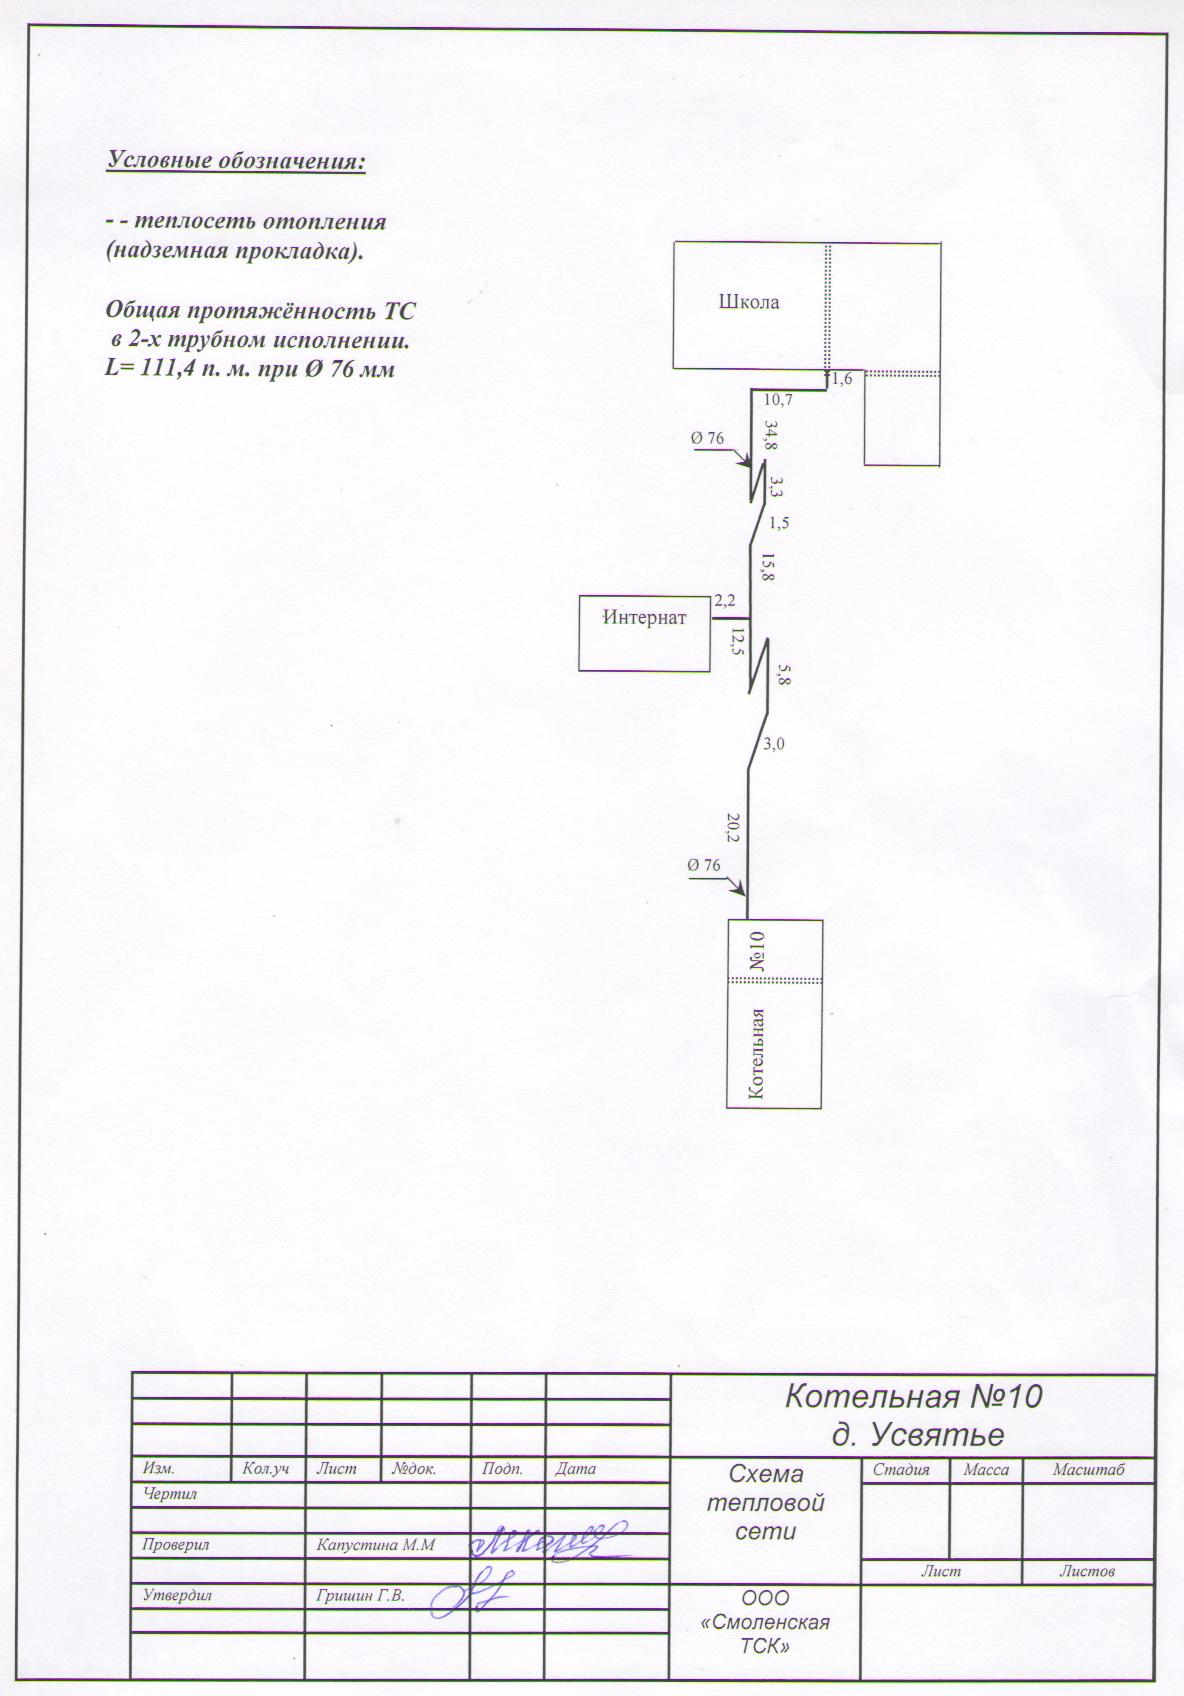 Условные обозначения:
- - теплосеть отопления
(надземная прокладка).
Общая протяжённость ТС
в 2-х трубном исполнении.
L= 111,4 п. м. при Ø 76 мм
Школа
1,6
10,7
34,8
Ø 76
3,3
1,5
15,8
2,2
Интернат
12,5
5,8
3,0
20,2
Ø 76
Котельная №10
Котельная №10
д. Усвятье
Изм. Кол.уч Лист №док. Подп. Дата
Схема
тепловой
сети
Стадия Масса Масштаб
Чертил
Проверил Капустина М.М
Лист Листов
Утвердил Гришин Г.В.
ООО
«Смоленская
ТСК»